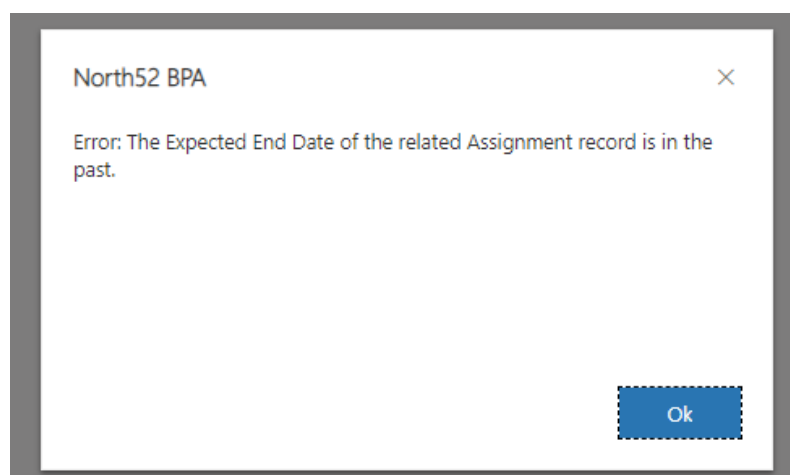 North52 BPA
Error: The Expected End Date of the related Assignment record is in the
past.
Ok